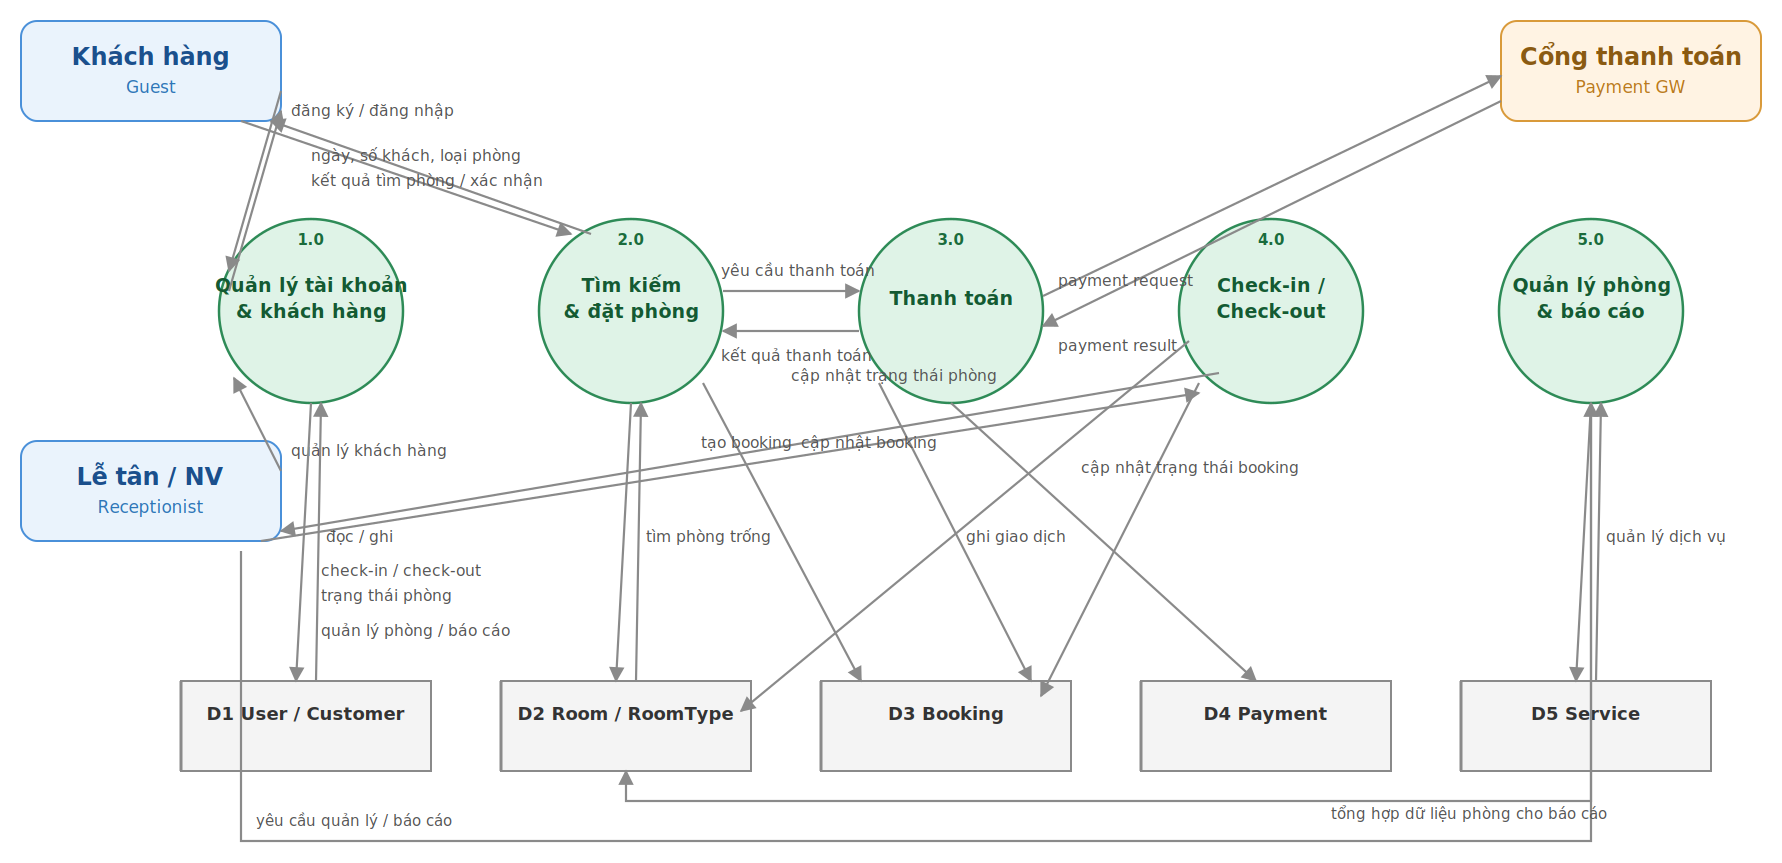 Khách hàng
Guest
Cổng thanh toán
Payment GW
đăng ký / đăng nhập
ngày, số khách, loại phòng
kết quả tìm phòng / xác nhận
1.0
Quản lý tài khoản
& khách hàng
2.0
Tìm kiếm
& đặt phòng
3.0
Thanh toán
4.0
Check-in /
Check-out
5.0
Quản lý phòng
& báo cáo
yêu cầu thanh toán
payment request
kết quả thanh toán
payment result
cập nhật trạng thái phòng
Lễ tân / NV
Receptionist
quản lý khách hàng
tạo booking
cập nhật booking
cập nhật trạng thái booking
đọc / ghi
tìm phòng trống
ghi giao dịch
quản lý dịch vụ
check-in / check-out
trạng thái phòng
quản lý phòng / báo cáo
D1 User / Customer
D2 Room / RoomType
D3 Booking
D4 Payment
D5 Service
yêu cầu quản lý / báo cáo
tổng hợp dữ liệu phòng cho báo cáo